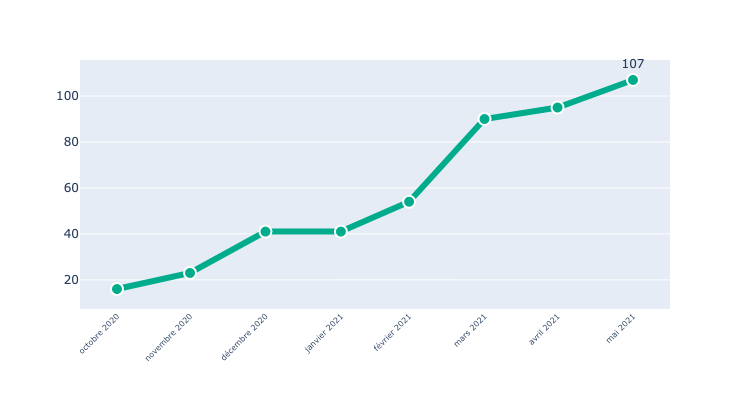 107
100
80
60
40
20
octobre 2020
novembre 2020
décembre 2020
janvier 2021
février 2021
mars 2021
avril 2021
mai 2021